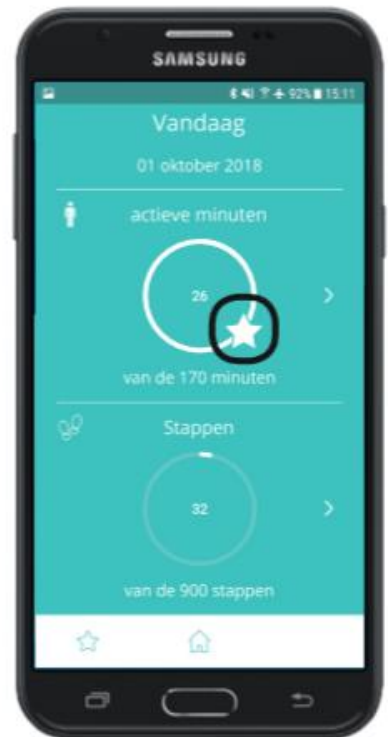 SAMSUNG
92% 15:11
Vandaag
01 oktober 2018
actieve minuten
26
van de 170 minuten
Stappen
32
van de 900 stappen